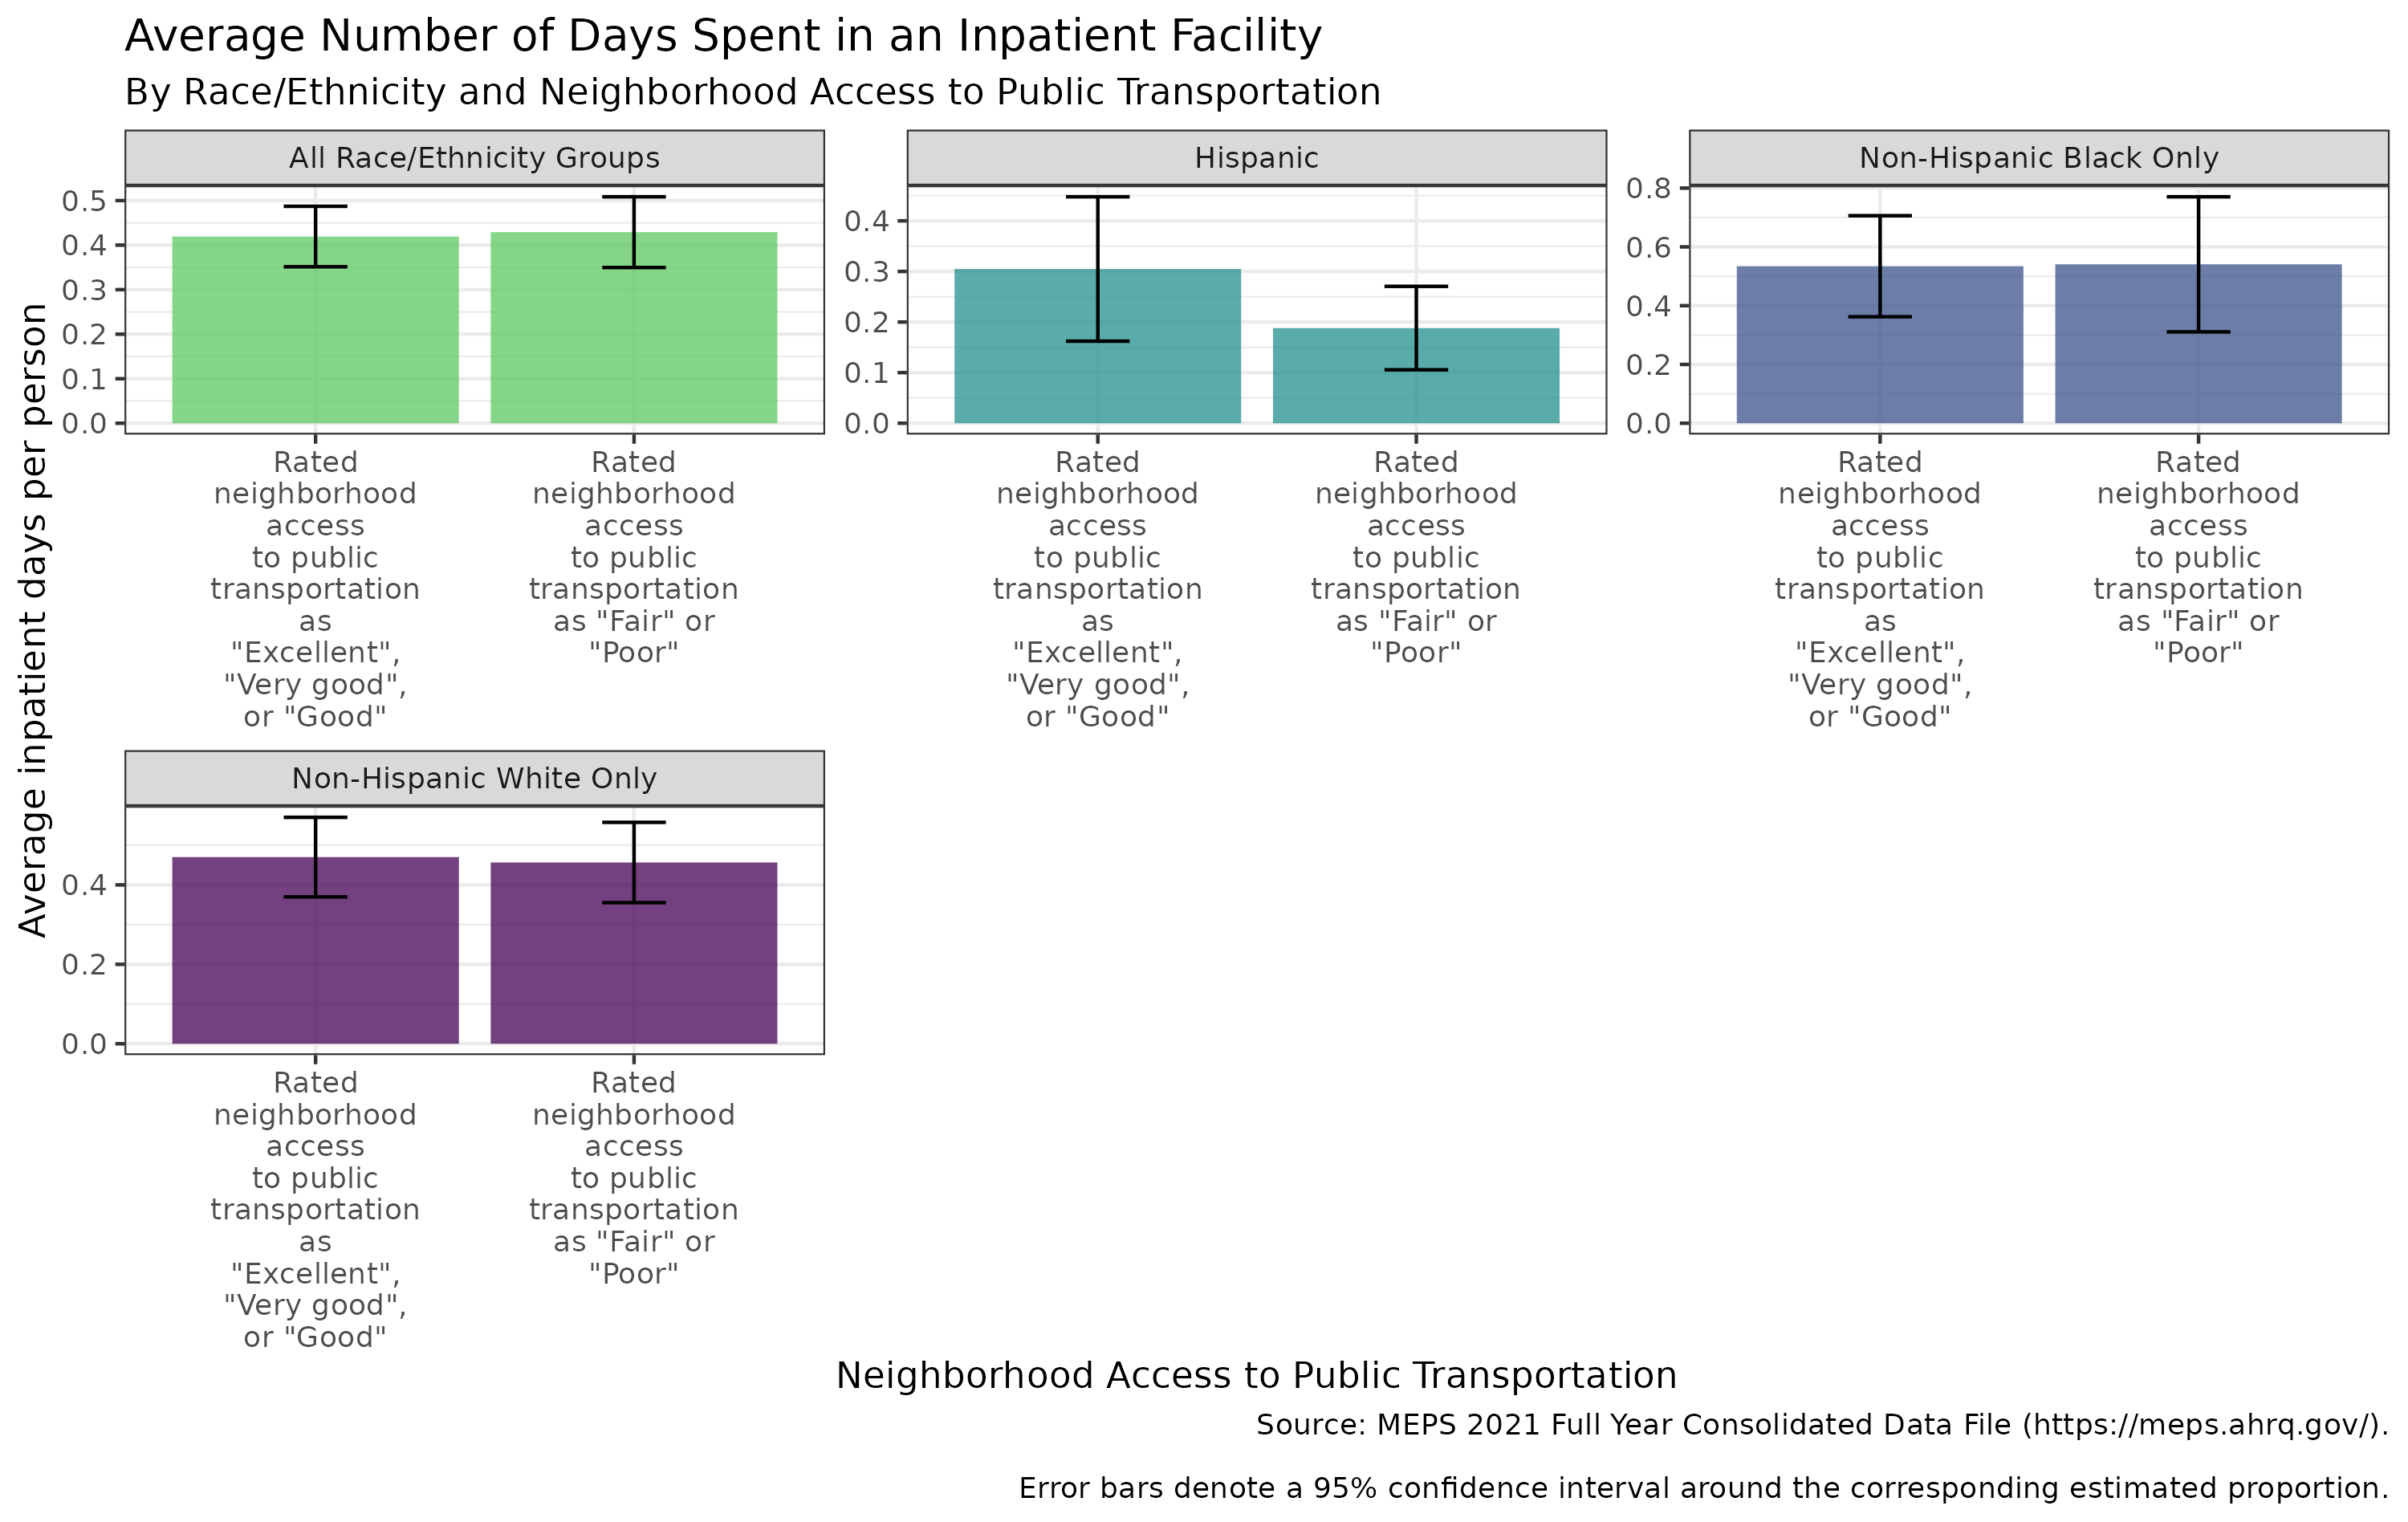 Average Number of Days Spent in an Inpatient Facility
By Race/Ethnicity and Neighborhood Access to Public Transportation
Average inpatient days per person
All Race/Ethnicity Groups
0.5
0.4
0.3
0.2
0.1
0.0
Rated
neighborhood
access
to public
transportation
as
"Excellent",
"Very good",
or "Good"
Rated
neighborhood
access
to public
transportation
as "Fair" or
"Poor"
Hispanic
0.4
0.3
0.2
0.1
0.0
Rated
neighborhood
access
to public
transportation
as
"Excellent",
"Very good",
or "Good"
Rated
neighborhood
access
to public
transportation
as "Fair" or
"Poor"
Non-Hispanic Black Only
0.8
0.6
0.4
0.2
0.0
Rated
neighborhood
access
to public
transportation
as
"Excellent",
"Very good",
or "Good"
Rated
neighborhood
access
to public
transportation
as "Fair" or
"Poor"
Non-Hispanic White Only
0.4
0.2
0.0
Rated
neighborhood
access
to public
transportation
as
"Excellent",
"Very good",
or "Good"
Rated
neighborhood
access
to public
transportation
as "Fair" or
"Poor"
Neighborhood Access to Public Transportation
Source: MEPS 2021 Full Year Consolidated Data File (https://meps.ahrq.gov/).
Error bars denote a 95% confidence interval around the corresponding estimated proportion.